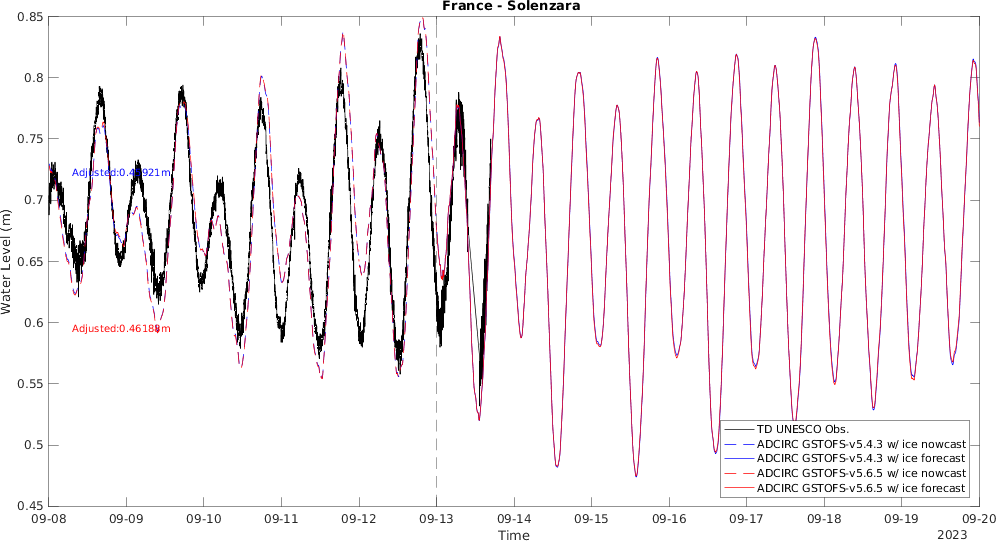 France - Solenzara
0.85
0.8
0.75
0.7
0.65
0.6
0.55
0.5
0.45
Water Level (m)
Adjusted:0.
921m
Adjusted:0.46188m
TD UNESCO Obs.
ADCIRC GSTOFS-v5.4.3 w/ ice nowcast
ADCIRC GSTOFS-v5.4.3 w/ ice forecast
ADCIRC GSTOFS-v5.6.5 w/ ice nowcast
ADCIRC GSTOFS-v5.6.5 w/ ice forecast
09-08 09-09 09-10 09-11 09-12 09-13 09-14 09-15 09-16 09-17 09-18 09-19 09-20
Time
2023